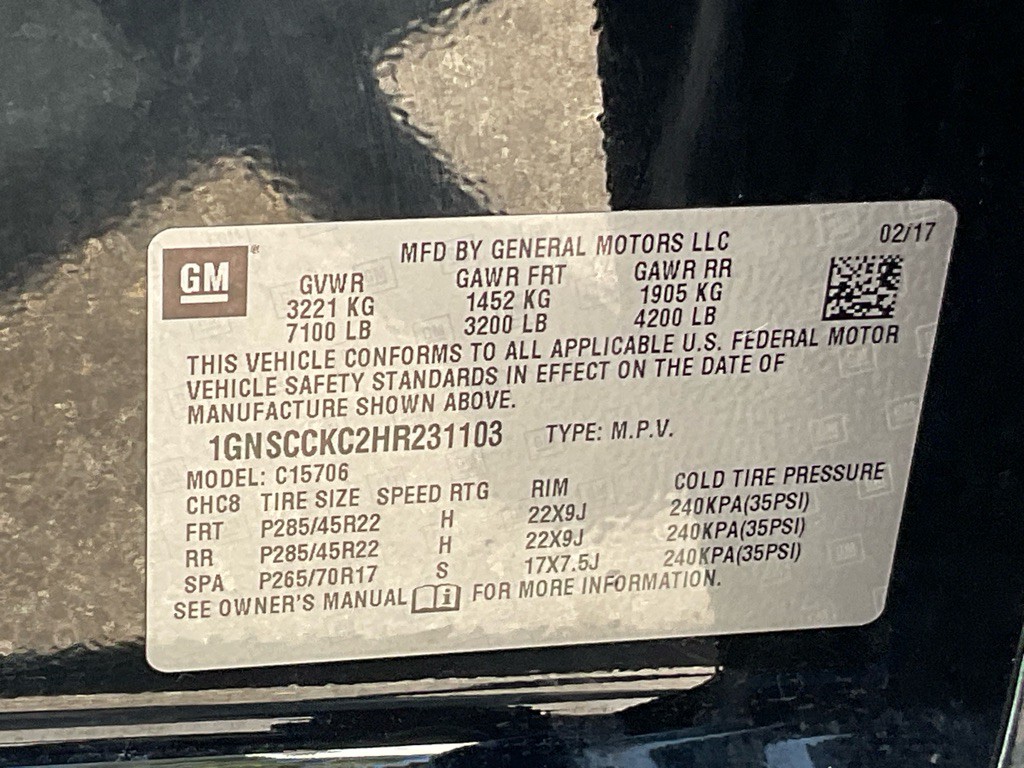 GM
MFD BY GENERAL MOTORS LLC 02/17
GVWR GAWR FRT GAWR RR
3221 KG 1452 KG 1905 KG
7100 LB 3200 LB 4200 LB
THIS VEHICLE CONFORMS TO ALL APPLICABLE U.S. FEDERAL MOTOR
VEHICLE SAFETY STANDARDS IN EFFECT ON THE DATE OF
MANUFACTURE SHOWN ABOVE.
1GNSCCKC2HR231103 TYPE: M.P.V.
MODEL: C15706
CHC8 TIRE SIZE SPEED RTG RIM COLD TIRE PRESSURE
FRT P285/45R22 H 22X9J 240KPA(35PSI)
RR P285/45R22 H 22X9J 240KPA(35PSI)
SPA P265/70R17 S 17X7.5J 240KPA(35PSI)
SEE OWNER'S MANUAL i FOR MORE INFORMATION.